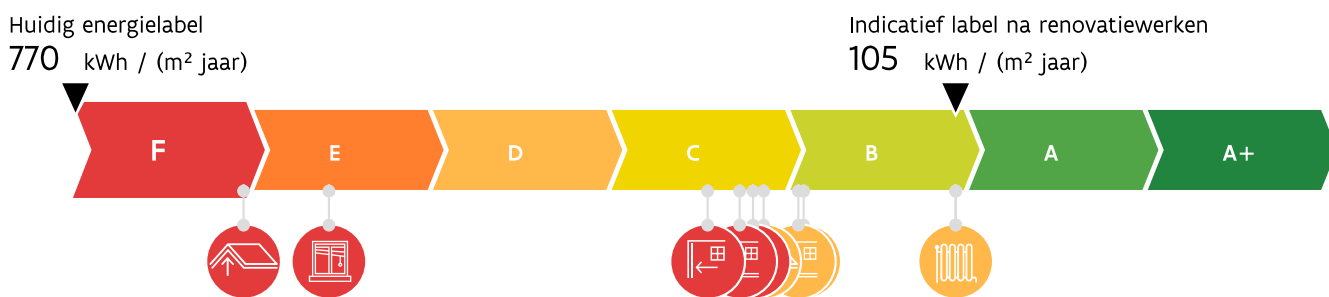 Huidig energielabel
770 kWh / (m² jaar)
Indicatief label na renovatiewerken
105 kWh / (m² jaar)
F E D C B A A+